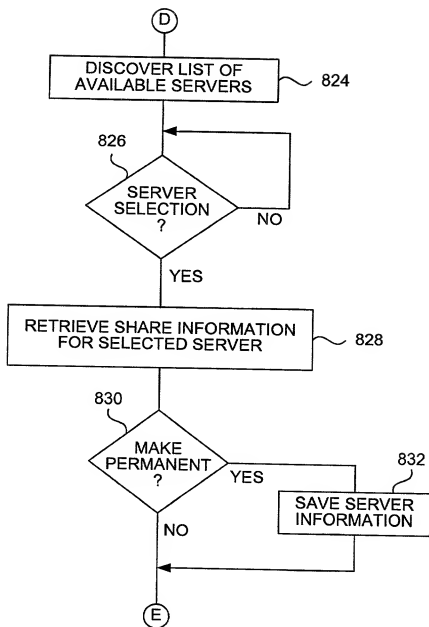 D
DISCOVER LIST OF
AVAILABLE SERVERS
824
826
SERVER
SELECTION
?
NO
YES
RETRIEVE SHARE INFORMATION
FOR SELECTED SERVER
828
830
MAKE
PERMANENT
?
YES
832
SAVE SERVER
INFORMATION
NO
E